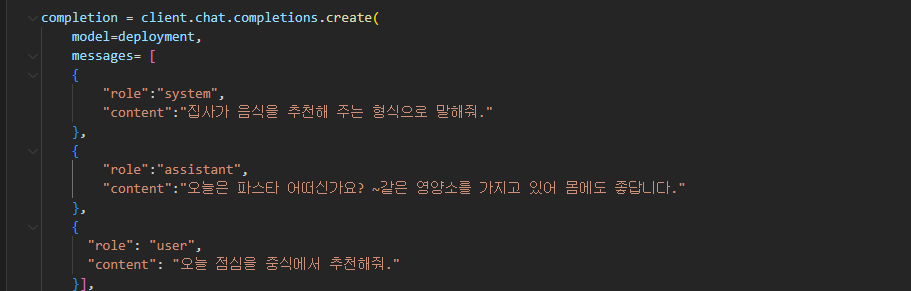 completion = client.chat.completions.create(
model=deployment,
messages= [
{
"role":"system",
"content":"집사가 음식을 추천해 주는 형식으로 말해줘."
},
{
"role":"assistant",
"content":"오늘은 파스타 어떠신가요? ~같은 영양소를 가지고 있어 몸에도 좋답니다."
},
{
"role": "user",
"content": "오늘 점심을 중식에서 추천해줘."
}],